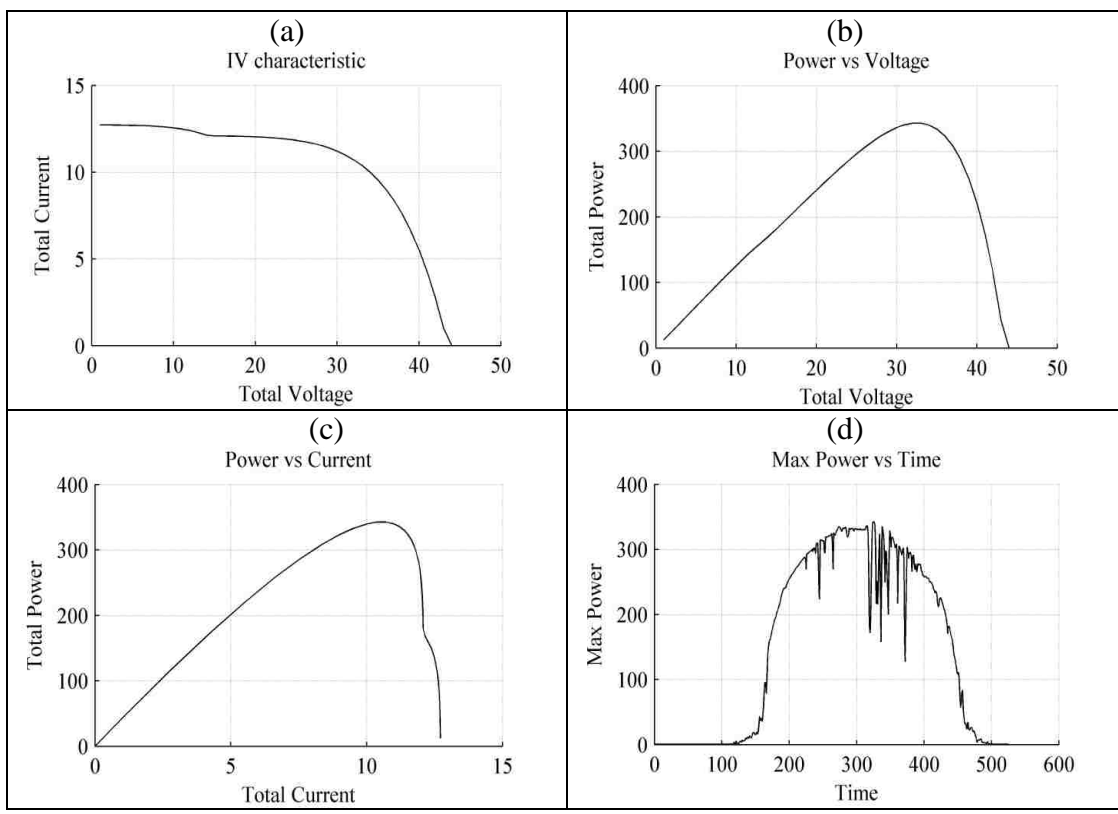 (a)
IV characteristic
15
10
5
0
0 10 20 30 40 50
Total Current
Total Voltage
(b)
Power vs Voltage
400
300
200
100
0
0 10 20 30 40 50
Total Power
Total Voltage
(c)
Power vs Current
400
300
200
100
0
0 5 10 15
Total Power
Total Current
(d)
Max Power vs Time
400
300
200
100
0
0 100 200 300 400 500 600
Max Power
Time